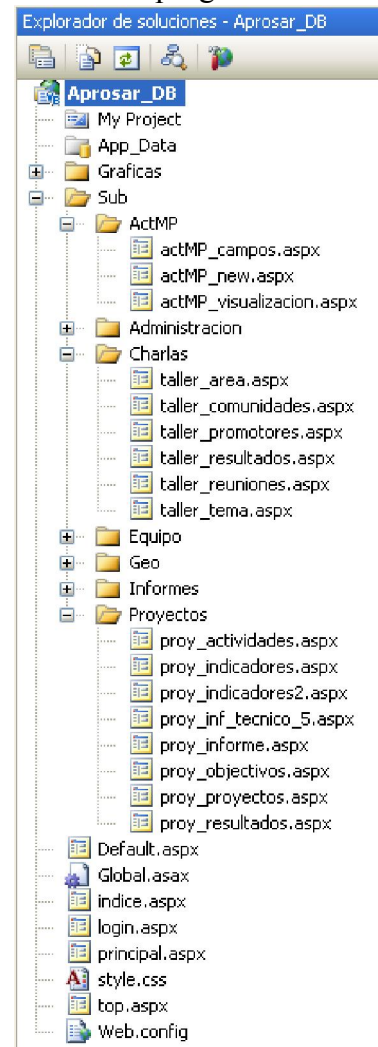 Explorador de soluciones - Aprosar_DB
Aprosar_DB
My Project
App_Data
Graficas
Sub
ActMP
actMP_campos.aspx
actMP_new.aspx
actMP_visualizacion.aspx
Administracion
Charlas
taller_area.aspx
taller_comunidades.aspx
taller_promotores.aspx
taller_resultados.aspx
taller_reuniones.aspx
taller_tema.aspx
Equipo
Geo
Informes
Proyectos
proy_actividades.aspx
proy_indicadores.aspx
proy_indicadores2.aspx
proy_inf_tecnico_5.aspx
proy_informe.aspx
proy_objectivos.aspx
proy_proyectos.aspx
proy_resultados.aspx
Default.aspx
Global.asax
indice.aspx
login.aspx
principal.aspx
style.css
top.aspx
Web.config